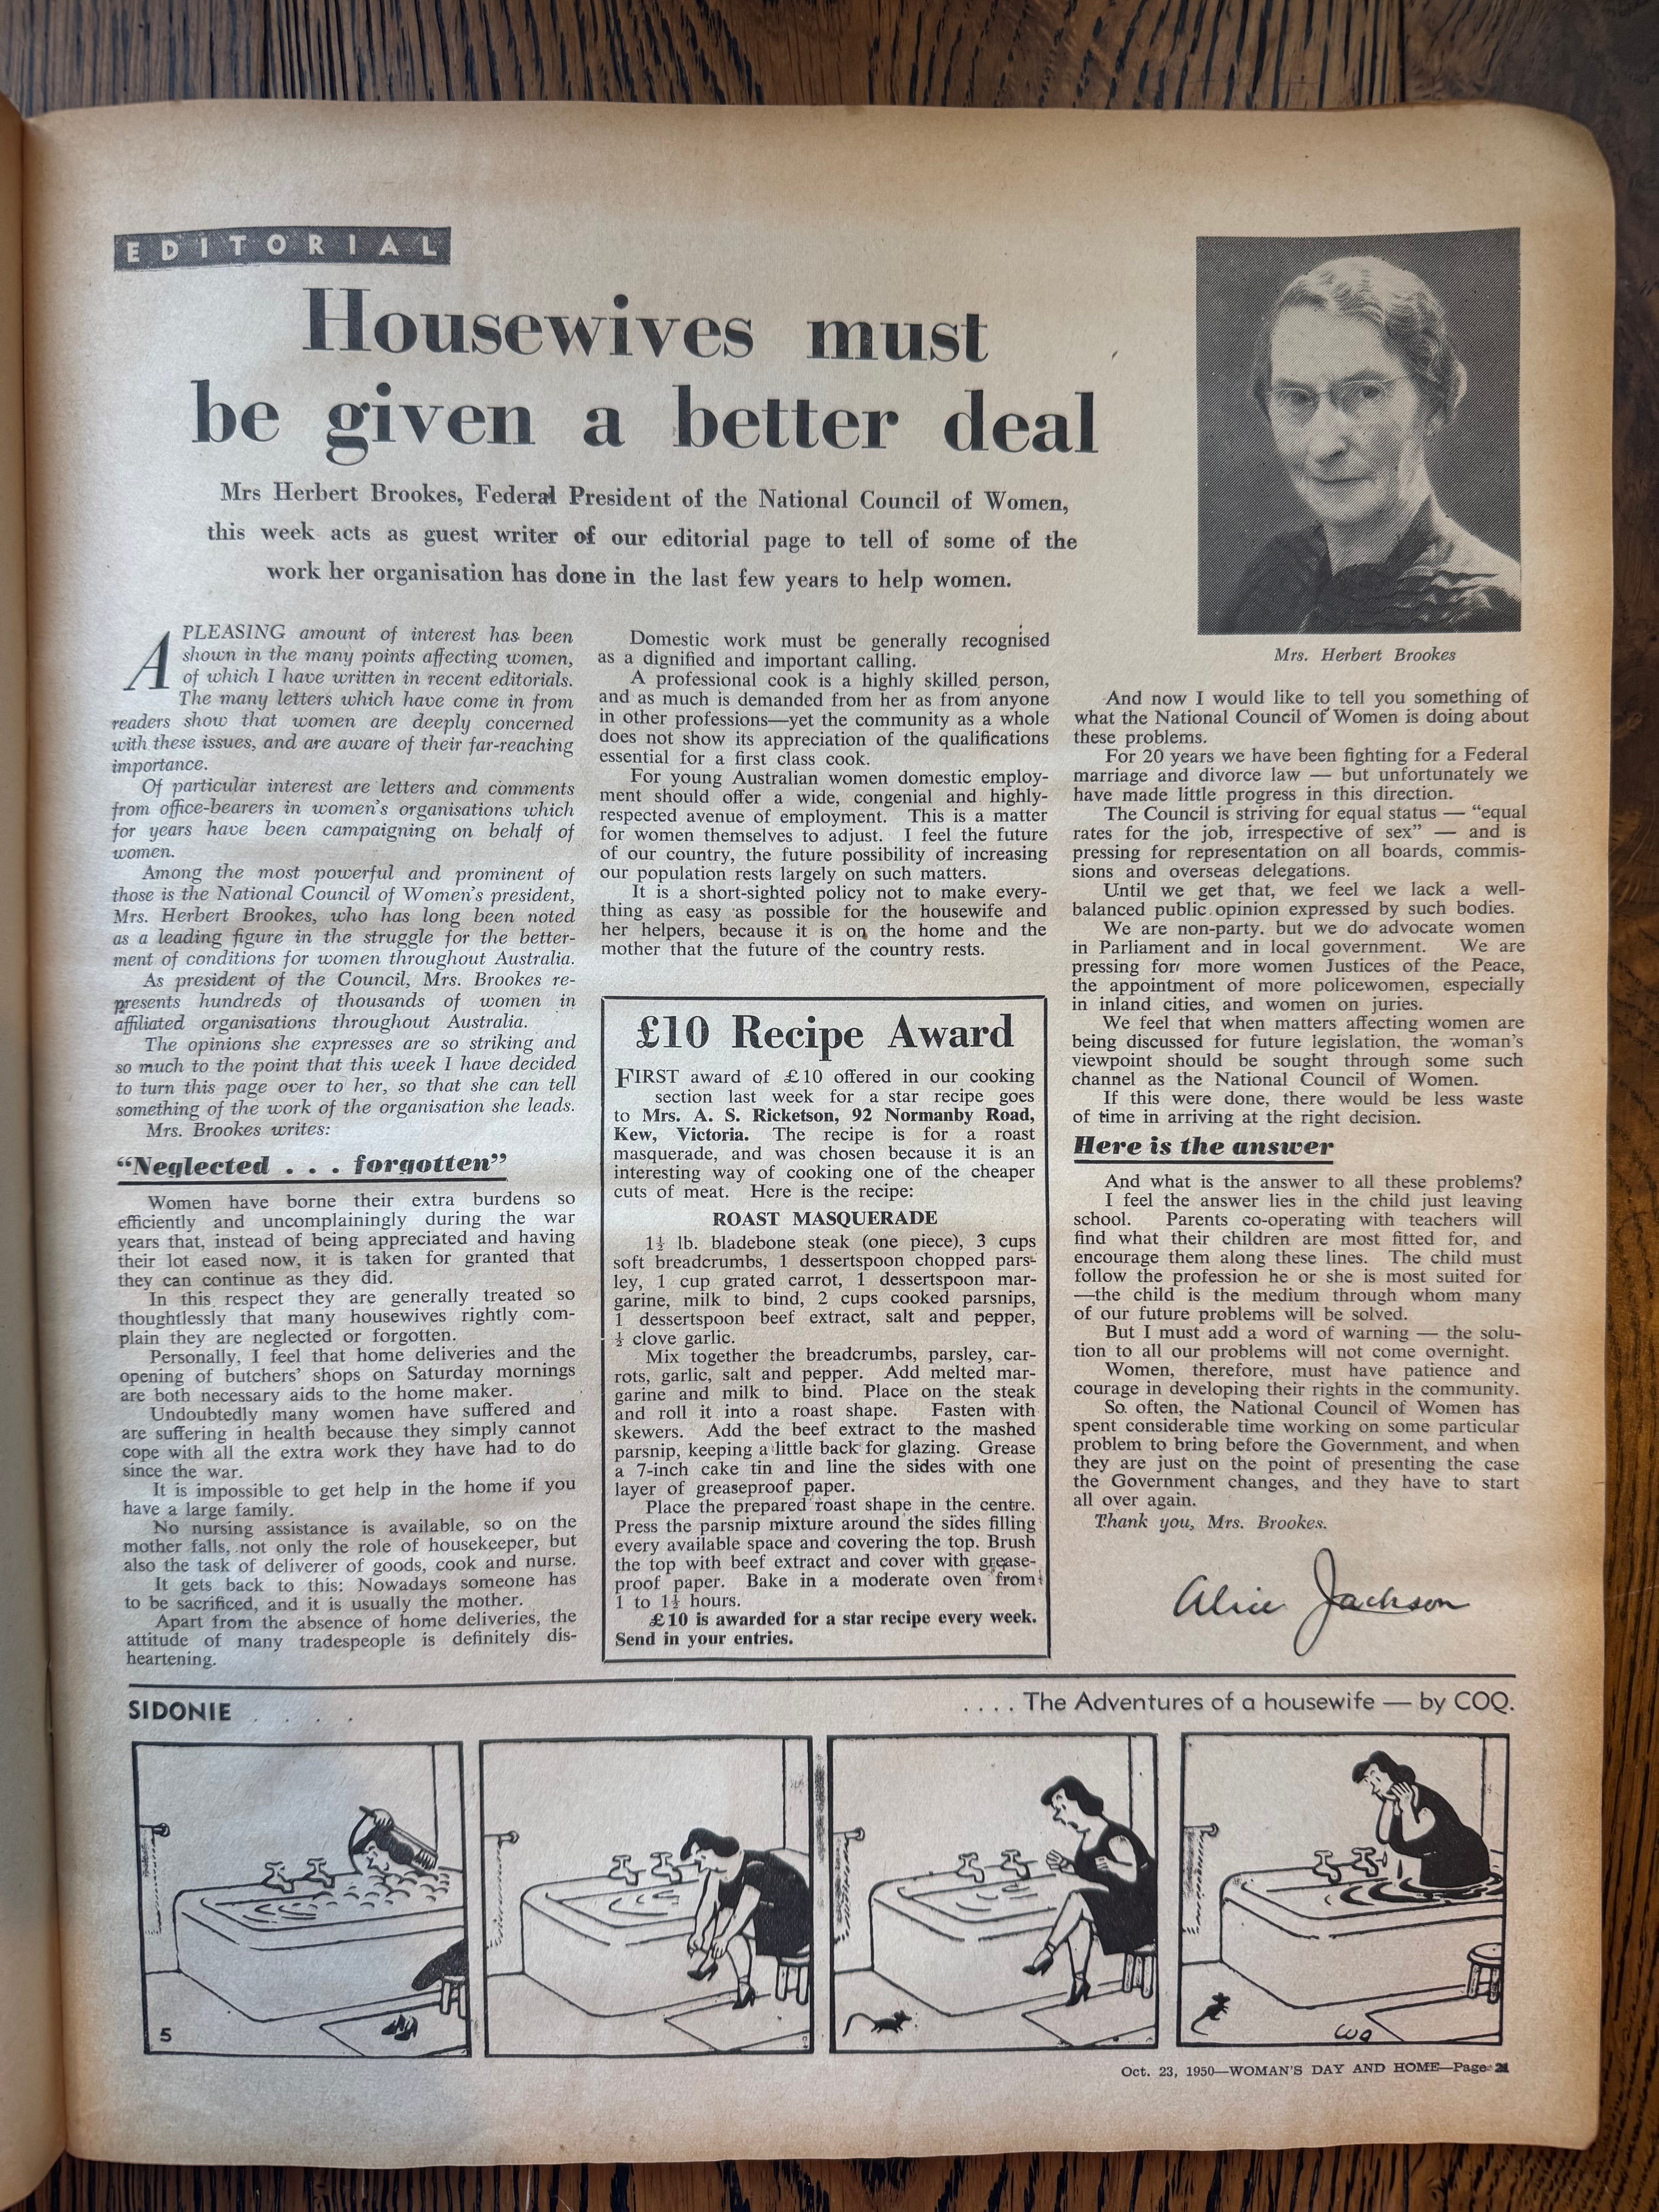 EDITORIAL
Housewives must
be given a better deal
Mrs Herbert Brookes, Federal President of the National Council of Women,
this week acts as guest writer of our editorial page to tell of some of the
work her organisation has done in the last few years to help women.
A PLEASING amount of interest has been
shown in the many points affecting women,
of which I have written in recent editorials.
The many letters which have come in from
readers show that women are deeply concerned
with these issues, and are aware of their far-reaching
importance.
Of particular interest are letters and comments
from office-bearers in women's organisations which
for years have been campaigning on behalf of
women.
Among the most powerful and prominent of
those is the National Council of Women's president,
Mrs. Herbert Brookes, who has long been noted
as a leading figure in the struggle for the better-
ment of conditions for women throughout Australia.
As president of the Council, Mrs. Brookes re-
presents hundreds of thousands of women in
affiliated organisations throughout Australia.
The opinions she expresses are so striking and
so much to the point that this week I have decided
to turn this page over to her, so that she can tell
something of the work of the organisation she leads.
Mrs. Brookes writes:
"Neglected . . . forgotten"
Women have borne their extra burdens so
efficiently and uncomplainingly during the war
years that, instead of being appreciated and having
their lot eased now, it is taken for granted that
they can continue as they did.
In this respect they are generally treated so
thoughtlessly that many housewives rightly com-
plain they are neglected or forgotten.
Personally, I feel that home deliveries and the
opening of butchers' shops on Saturday mornings
are both necessary aids to the home maker.
Undoubtedly many women have suffered and
are suffering in health because they simply cannot
cope with all the extra work they have had to do
since the war.
It is impossible to get help in the home if you
have a large family.
No nursing assistance is available, so on the
mother falls, not only the role of housekeeper, but
also the task of deliverer of goods, cook and nurse.
It gets back to this: Nowadays someone has
to be sacrificed, and it is usually the mother.
Apart from the absence of home deliveries, the
attitude of many tradespeople is definitely dis-
heartening.
Domestic work must be generally recognised
as a dignified and important calling.
A professional cook is a highly skilled person,
and as much is demanded from her as from anyone
in other professions—yet the community as a whole
does not show its appreciation of the qualifications
essential for a first class cook.
For young Australian women domestic employ-
ment should offer a wide, congenial and highly-
respected avenue of employment. This is a matter
for women themselves to adjust. I feel the future
of our country, the future possibility of increasing
our population rests largely on such matters.
It is a short-sighted policy not to make every-
thing as easy as possible for the housewife and
her helpers, because it is on the home and the
mother that the future of the country rests.
£10 Recipe Award
FIRST award of £10 offered in our cooking
section last week for a star recipe goes
to Mrs. A. S. Ricketson, 92 Normanby Road,
Kew, Victoria. The recipe is for a roast
masquerade, and was chosen because it is an
interesting way of cooking one of the cheaper
cuts of meat. Here is the recipe:
ROAST MASQUERADE
1½ lb. bladebone steak (one piece), 3 cups
soft breadcrumbs, 1 dessertspoon chopped pars-
ley, 1 cup grated carrot, 1 dessertspoon mar-
garine, milk to bind, 2 cups cooked parsnips,
1 dessertspoon beef extract, salt and pepper,
½ clove garlic.
Mix together the breadcrumbs, parsley, car-
rots, garlic, salt and pepper. Add melted mar-
garine and milk to bind. Place on the steak
and roll it into a roast shape. Fasten with
skewers. Add the beef extract to the mashed
parsnip, keeping a little back for glazing. Grease
a 7-inch cake tin and line the sides with one
layer of greaseproof paper.
Place the prepared roast shape in the centre.
Press the parsnip mixture around the sides filling
every available space and covering the top. Brush
the top with beef extract and cover with grease-
proof paper. Bake in a moderate oven from
1 to 1½ hours.
£10 is awarded for a star recipe every week.
Send in your entries.
Mrs. Herbert Brookes
And now I would like to tell you something of
what the National Council of Women is doing about
these problems.
For 20 years we have been fighting for a Federal
marriage and divorce law — but unfortunately we
have made little progress in this direction.
The Council is striving for equal status — "equal
rates for the job, irrespective of sex" — and is
pressing for representation on all boards, commis-
sions and overseas delegations.
Until we get that, we feel we lack a well-
balanced public opinion expressed by such bodies.
We are non-party. but we do advocate women
in Parliament and in local government. We are
pressing for more women Justices of the Peace,
the appointment of more policewomen, especially
in inland cities, and women on juries.
We feel that when matters affecting women are
being discussed for future legislation, the woman's
viewpoint should be sought through some such
channel as the National Council of Women.
If this were done, there would be less waste
of time in arriving at the right decision.
Here is the answer
And what is the answer to all these problems?
I feel the answer lies in the child just leaving
school. Parents co-operating with teachers will
find what their children are most fitted for, and
encourage them along these lines. The child must
follow the profession he or she is most suited for
—the child is the medium through whom many
of our future problems will be solved.
But I must add a word of warning — the solu-
tion to all our problems will not come overnight.
Women, therefore, must have patience and
courage in developing their rights in the community.
So often, the National Council of Women has
spent considerable time working on some particular
problem to bring before the Government, and when
they are just on the point of presenting the case
the Government changes, and they have to start
all over again.
Thank you, Mrs. Brookes.
Alice Jackson
SIDONIE . . . .
. . . . The Adventures of a housewife — by COQ.
5
COQ
Oct. 23, 1950—WOMAN'S DAY AND HOME—Page 21